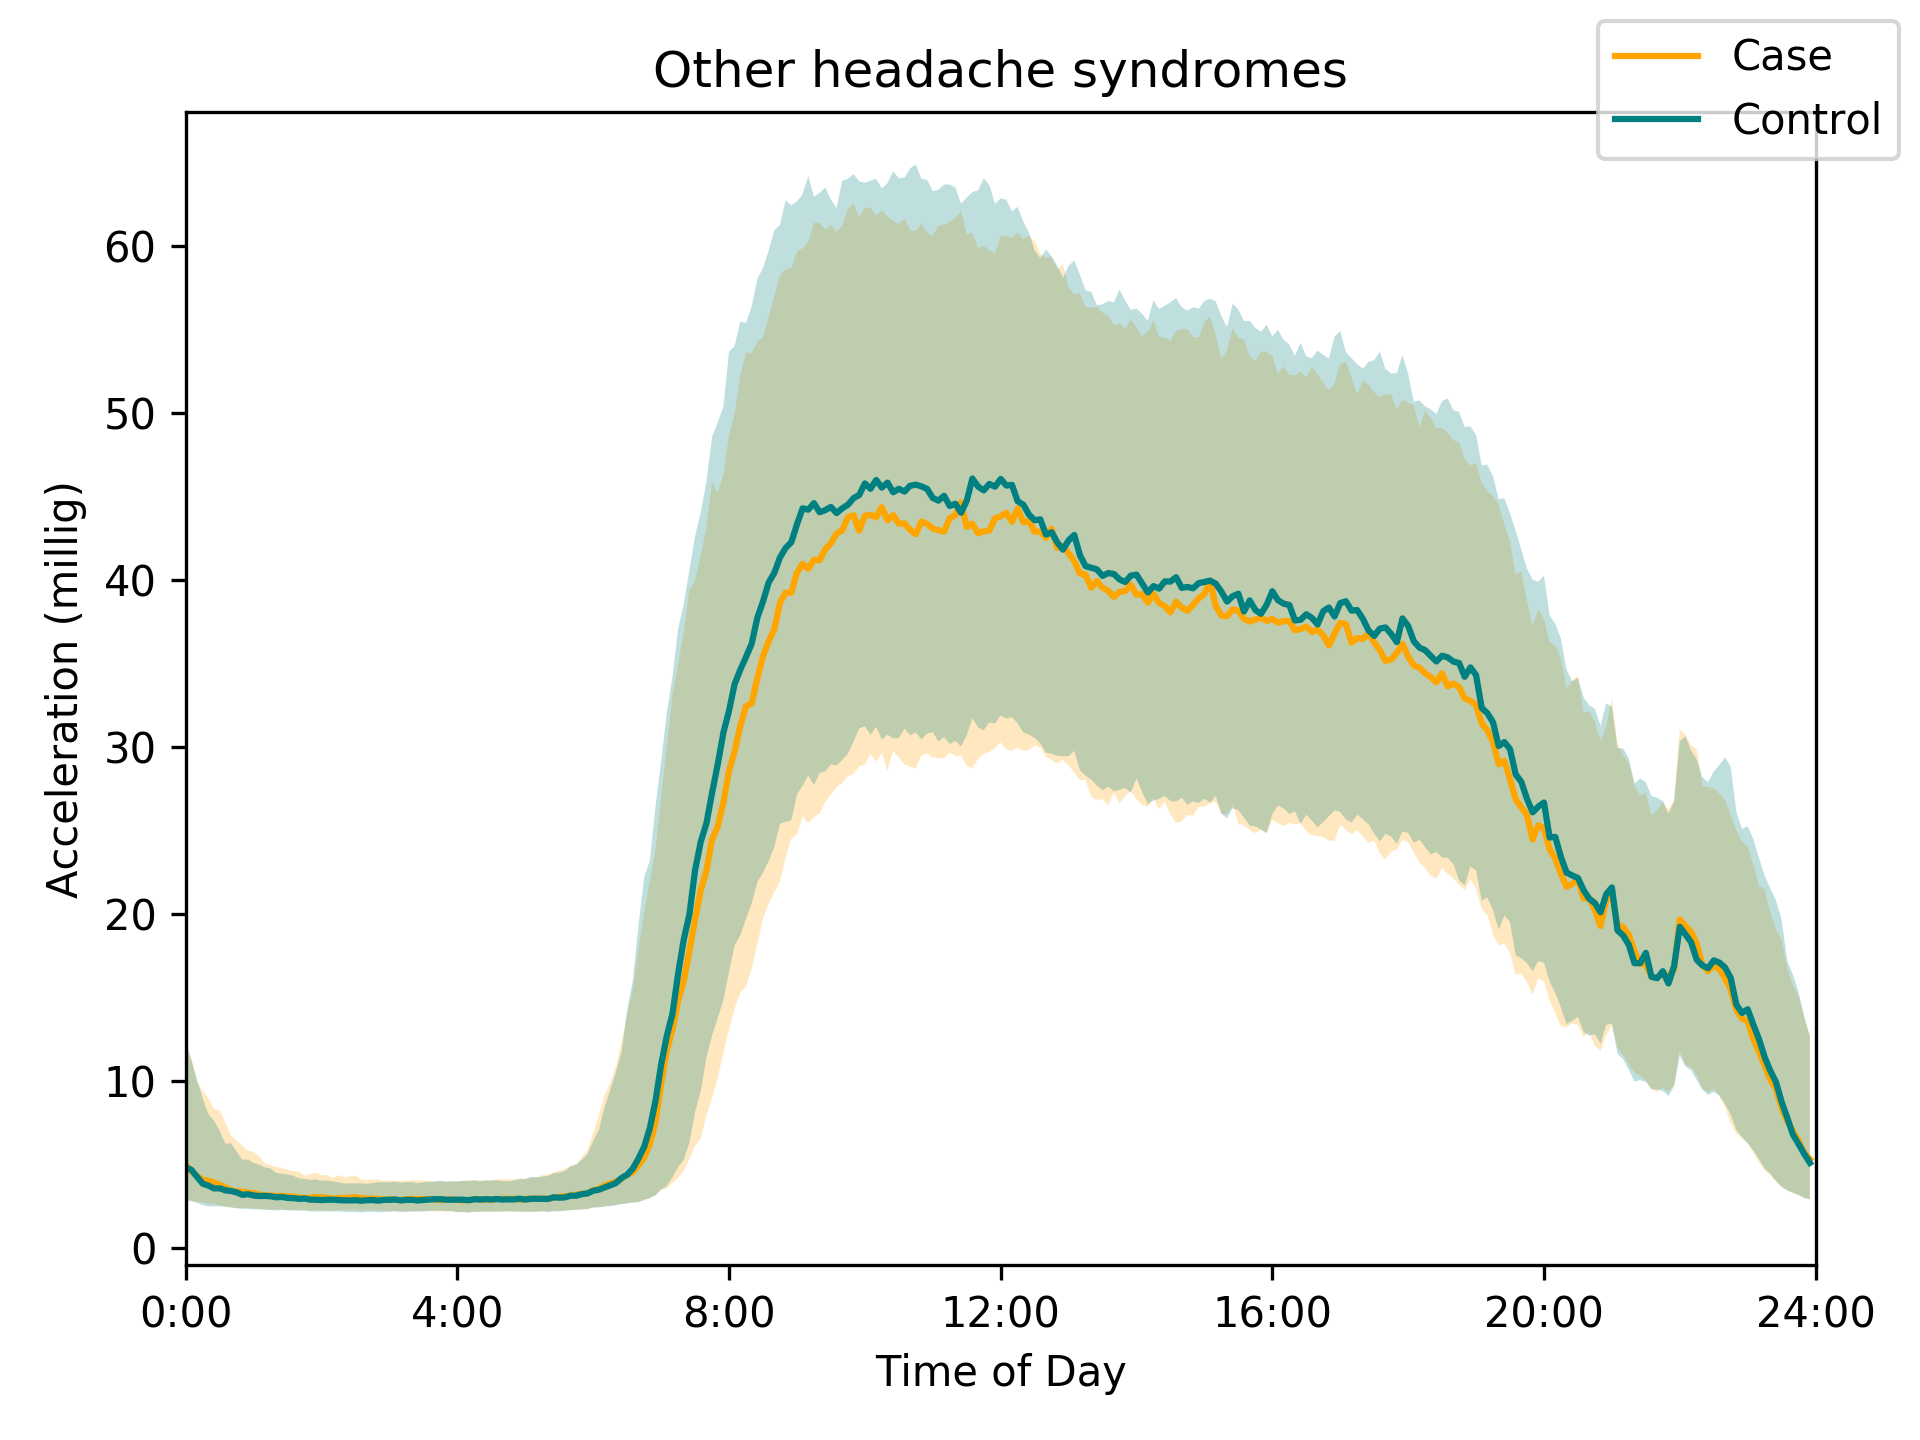 Other headache syndromes
Case
Control
60
50
40
30
20
10
0
Acceleration (millig)
0:00 4:00 8:00 12:00 16:00 20:00 24:00
Time of Day